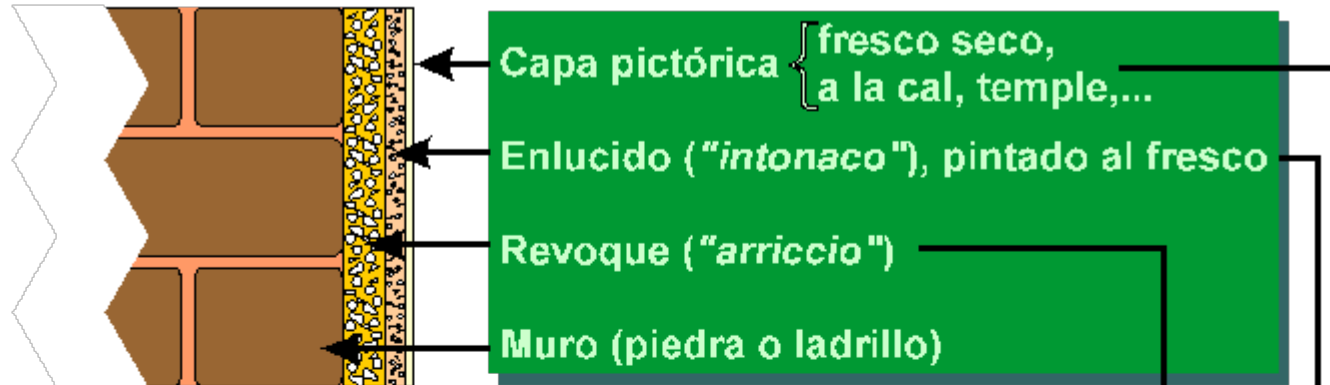 Capa pictórica { fresco seco,
a la cal, temple,...
Enlucido ("intonaco"), pintado al fresco
Revoque ("arriccio")
Muro (piedra o ladrillo)